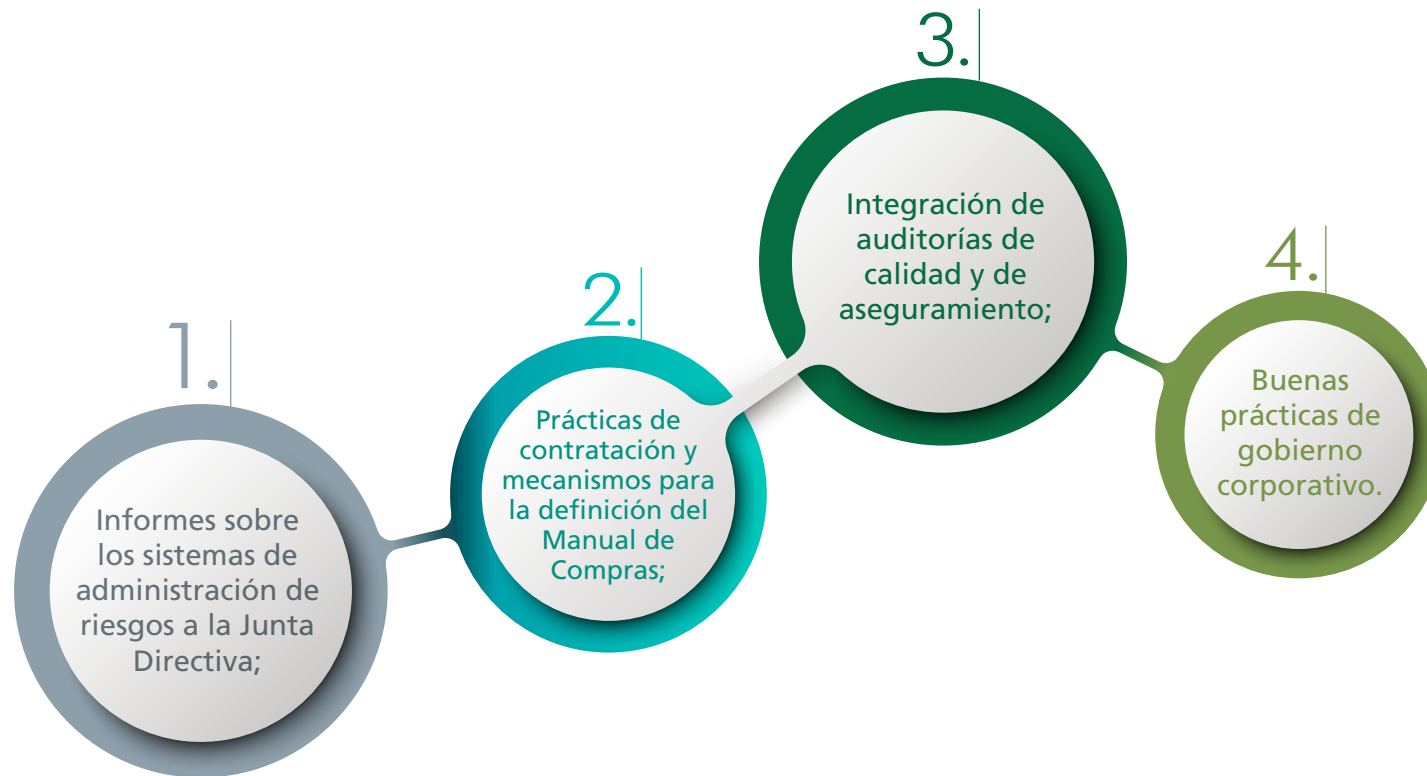 1.
Informes sobre
los sistemas de
administración de
riesgos a la Junta
Directiva;
2.
Prácticas de
contratación y
mecanismos para
la definición del
Manual de
Compras;
3.
Integración de
auditorías de
calidad y de
aseguramiento;
4.
Buenas
prácticas de
gobierno
corporativo.